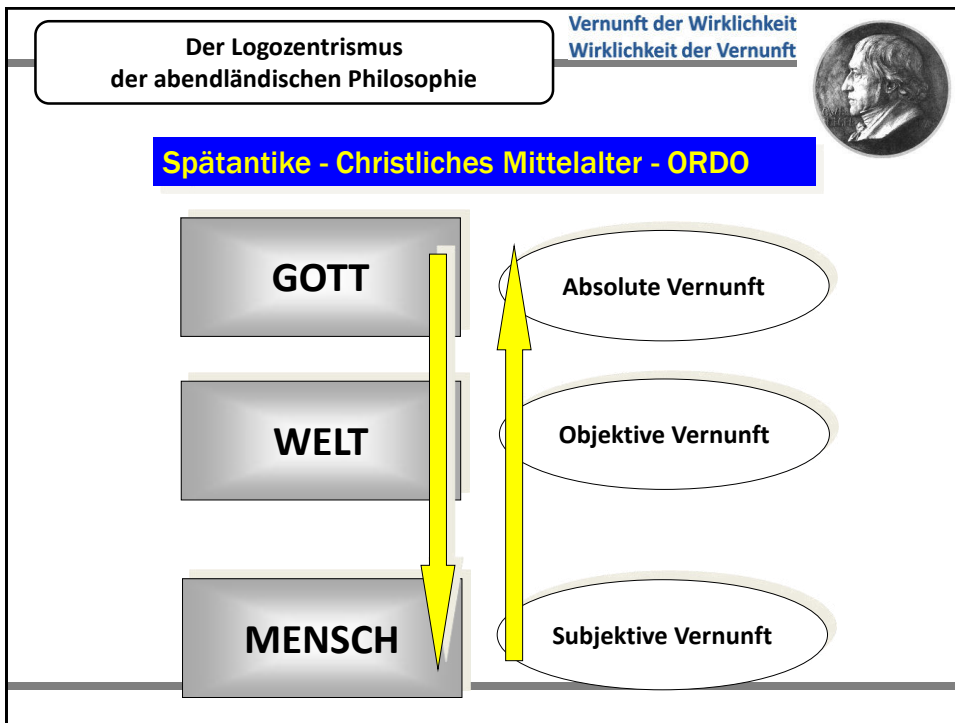 Der Logozentrismus
der abendländischen Philosophie
Vernunft der Wirklichkeit
Wirklichkeit der Vernunft
Spätantike - Christliches Mittelalter - ORDO
GOTT
Absolute Vernunft
WELT
Objektive Vernunft
MENSCH
Subjektive Vernunft